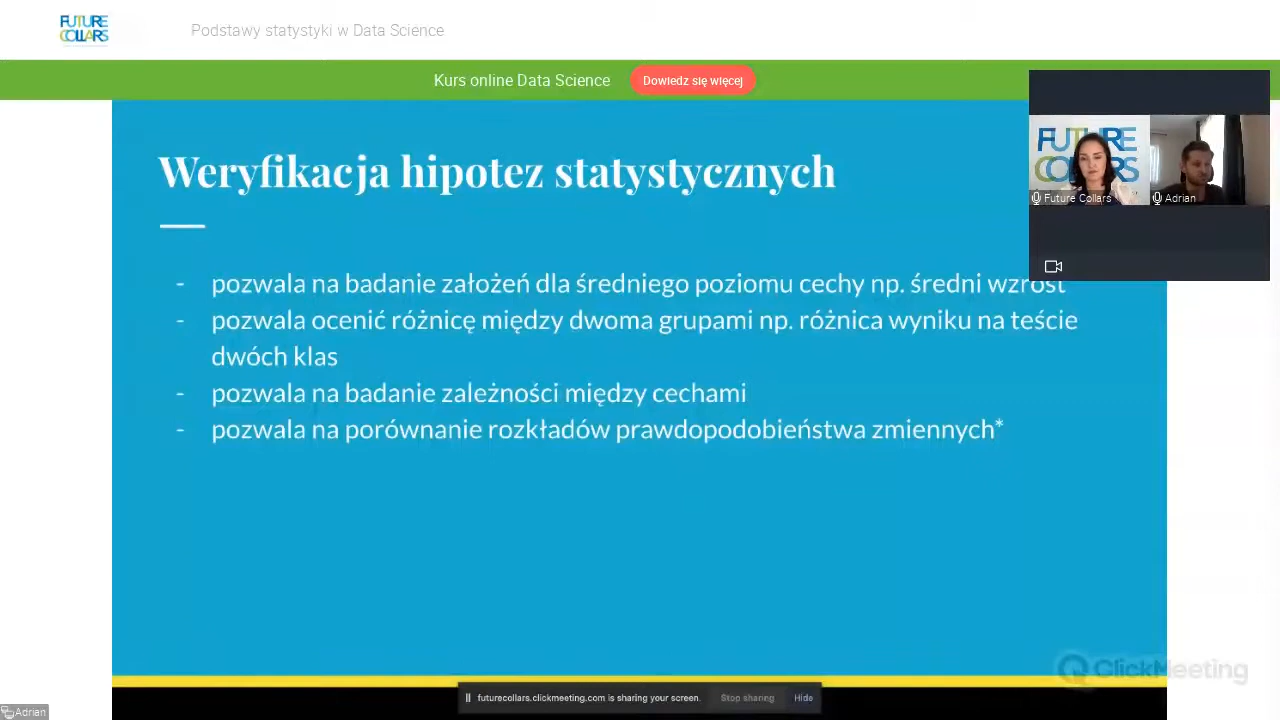 FUTURE
COLLARS
Podstawy statystyki w Data Science
Kurs online Data Science
Dowiedz się więcej
Weryfikacja hipotez statystycznych
- pozwala na badanie założeń dla średniego poziomu cechy np. średni wzrost
- pozwala ocenić różnicę między dwoma grupami np. różnica wyniku na teście
dwóch klas
- pozwala na badanie zależności między cechami
- pozwala na porównanie rozkładów prawdopodobieństwa zmiennych*
FUTURE
COLLARS
Future Collars
Adrian
ClickMeeting
futurecollars.clickmeeting.com is sharing your screen.
Stop sharing
Hide
Adrian